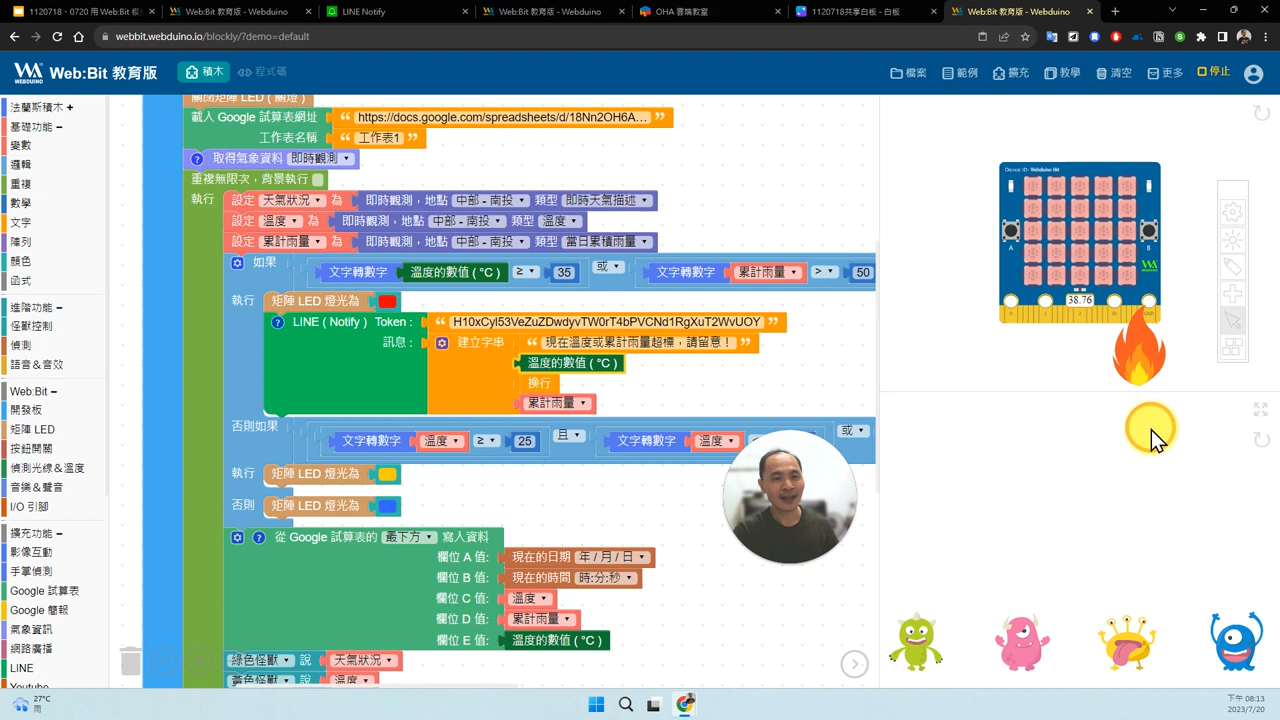 1120718 - 0720 用 Web:Bit 板
Web:Bit 教育版 - Webduino
LINE Notify
Web:Bit 教育版 - Webduino
OHA 雲端教室
1120718共享白板 - 白板
Web:Bit 教育版 - Webduino
webbit.webduino.io/blockly/?demo=default
WEBDUINO
Web:Bit 教育版
積木
程式碼
檔案
範例
擴充
教學
清空
更多
停止
法蘭斯積木 +
基礎功能 −
變數
邏輯
重複
數學
文字
陣列
顏色
函式
進階功能 −
怪獸控制
偵測
語音＆音效
Web:Bit −
開發板
矩陣 LED
按鈕開關
偵測光線＆溫度
音樂＆聲音
I/O 引腳
擴充功能 −
影像互動
手掌偵測
Google 試算表
Google 簡報
氣象資訊
網路廣播
LINE
Youtube
關閉矩陣 LED ( 關燈 )
載入 Google 試算表網址 “ https://docs.google.com/spreadsheets/d/18Nn2OH6A... ”
工作表名稱 “ 工作表1 ”
? 取得氣象資料 即時觀測
重複無限次，背景執行
執行 設定 天氣狀況 為 即時觀測，地點 中部 - 南投 類型 即時天氣描述
設定 溫度 為 即時觀測，地點 中部 - 南投 類型 溫度
設定 累計雨量 為 即時觀測，地點 中部 - 南投 類型 當日累積雨量
如果 文字轉數字 溫度的數值 ( °C ) ≥ 35 或 文字轉數字 累計雨量 > 50
執行 矩陣 LED 燈光為
? LINE ( Notify ) Token : “ H10xCyl53VeZuZDwdyvTW0rT4bPVCNd1RgXuT2WvUOY ”
訊息 : 建立字串 “ 現在溫度或累計雨量超標，請留意！ ”
溫度的數值 ( °C )
換行
累計雨量
否則如果 文字轉數字 溫度 ≥ 25 且 文字轉數字 溫度 或
執行 矩陣 LED 燈光為
否則 矩陣 LED 燈光為
? 從 Google 試算表的 最下方 寫入資料
欄位 A 值: 現在的日期 年 / 月 / 日
欄位 B 值: 現在的時間 時:分:秒
欄位 C 值: 溫度
欄位 D 值: 累計雨量
欄位 E 值: 溫度的數值 ( °C )
綠色怪獸 說 天氣狀況
黃色怪獸 說 溫度
Device ID: Webduino Bit
A
B
WEBDUINO
38.76
27°C
雨
下午 08:13
2023/7/20